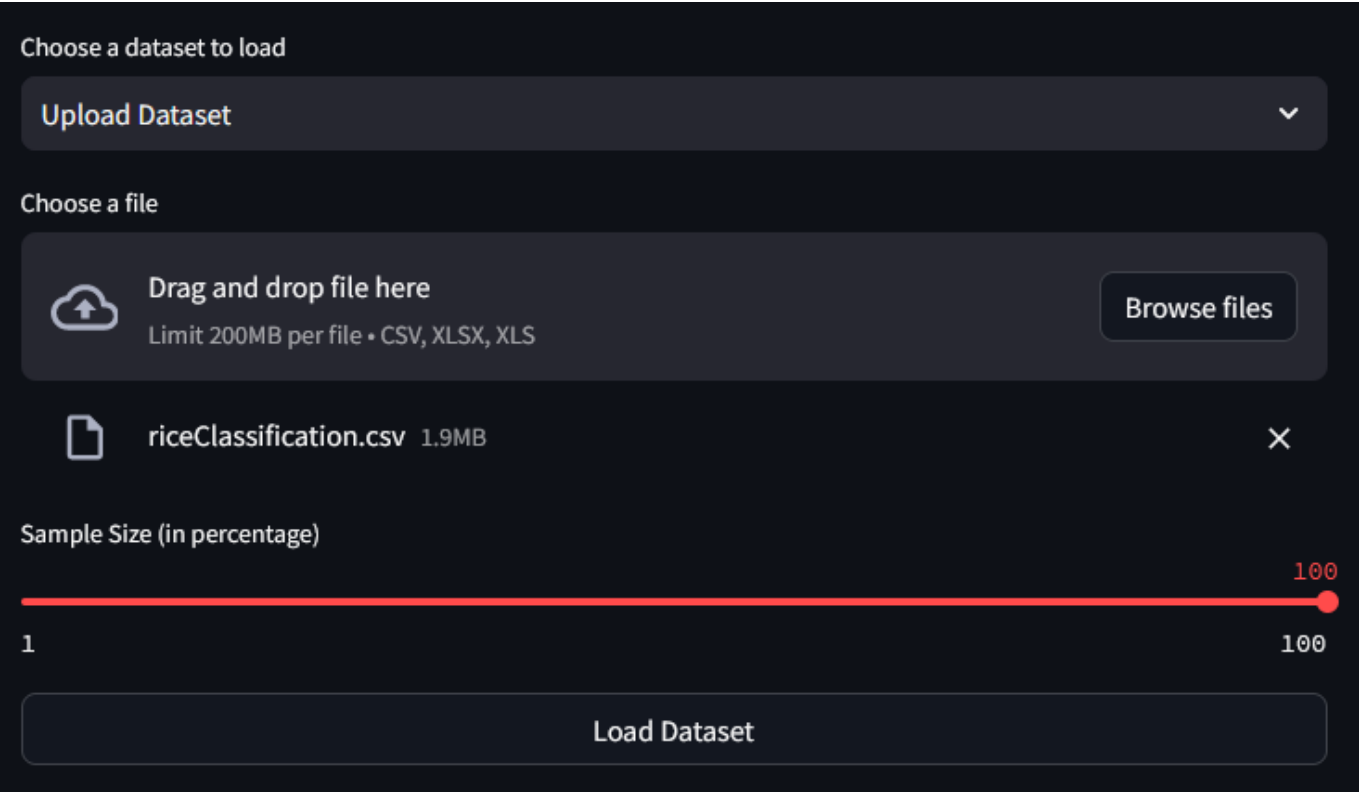 Choose a dataset to load
Upload Dataset
Choose a file
Drag and drop file here
Limit 200MB per file • CSV, XLSX, XLS
Browse files
riceClassification.csv 1.9MB
Sample Size (in percentage)
100
1 100
Load Dataset